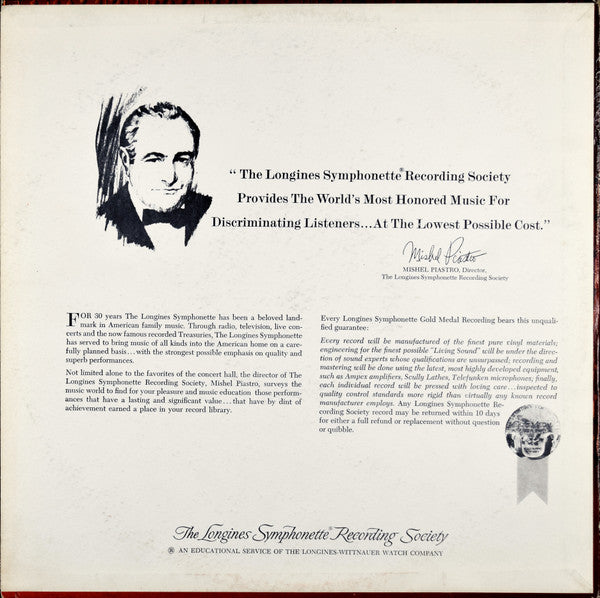 “ The Longines Symphonette® Recording Society
Provides The World's Most Honored Music For
Discriminating Listeners...At The Lowest Possible Cost.”
Mishel Piastro
MISHEL PIASTRO, Director,
The Longines Symphonette Recording Society
FOR 30 years The Longines Symphonette has been a beloved land-
mark in American family music. Through radio, television, live con-
certs and the now famous recorded Treasuries, The Longines Symphonette
has served to bring music of all kinds into the American home on a care-
fully planned basis...with the strongest possible emphasis on quality and
superb performances.
Not limited alone to the favorites of the concert hall, the director of The
Longines Symphonette Recording Society, Mishel Piastro, surveys the
music world to find for your pleasure and music education those perfor-
mances that have a lasting and significant value...that have by dint of
achievement earned a place in your record library.
Every Longines Symphonette Gold Medal Recording bears this unquali-
fied guarantee:
Every record will be manufactured of the finest pure vinyl materials;
engineering for the finest possible "Living Sound" will be under the direc-
tion of sound experts whose qualifications are unsurpassed; recording and
mastering will be done using the latest, most highly developed equipment,
such as Ampex amplifiers, Scully Lathes, Telefunken microphones; finally,
each individual record will be pressed with loving care...inspected to
quality control standards more rigid than virtually any known record
manufacturer employs. Any Longines Symphonette Re-
cording Society record may be returned within 10 days
for either a full refund or replacement without question
or quibble.
The Longines Symphonette® Recording Society
® AN EDUCATIONAL SERVICE OF THE LONGINES-WITTNAUER WATCH COMPANY